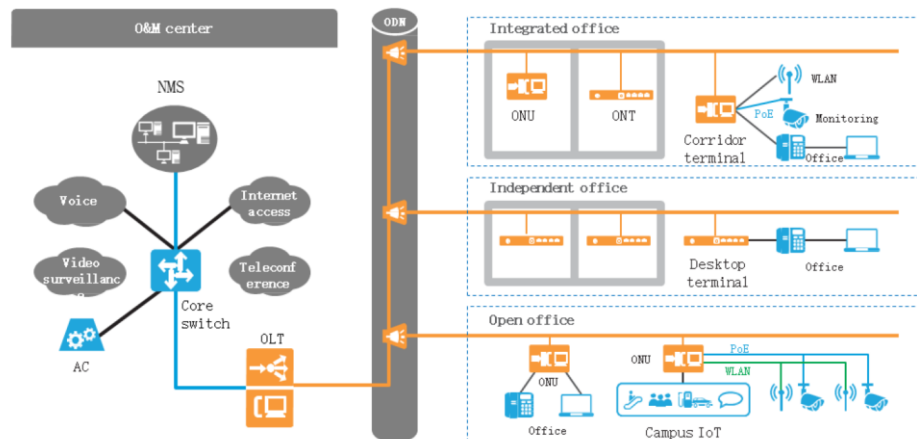 O&M center
NMS
Voice
Internet
access
Video
surveillanc
Teleconf
erence
Core
switch
AC
OLT
ODN
Integrated office
ONU
ONT
Corridor
terminal
WLAN
PoE
Monitoring
Office
Independent office
Desktop
terminal
Office
Open office
ONU
Office
ONU
PoE
WLAN
Campus IoT